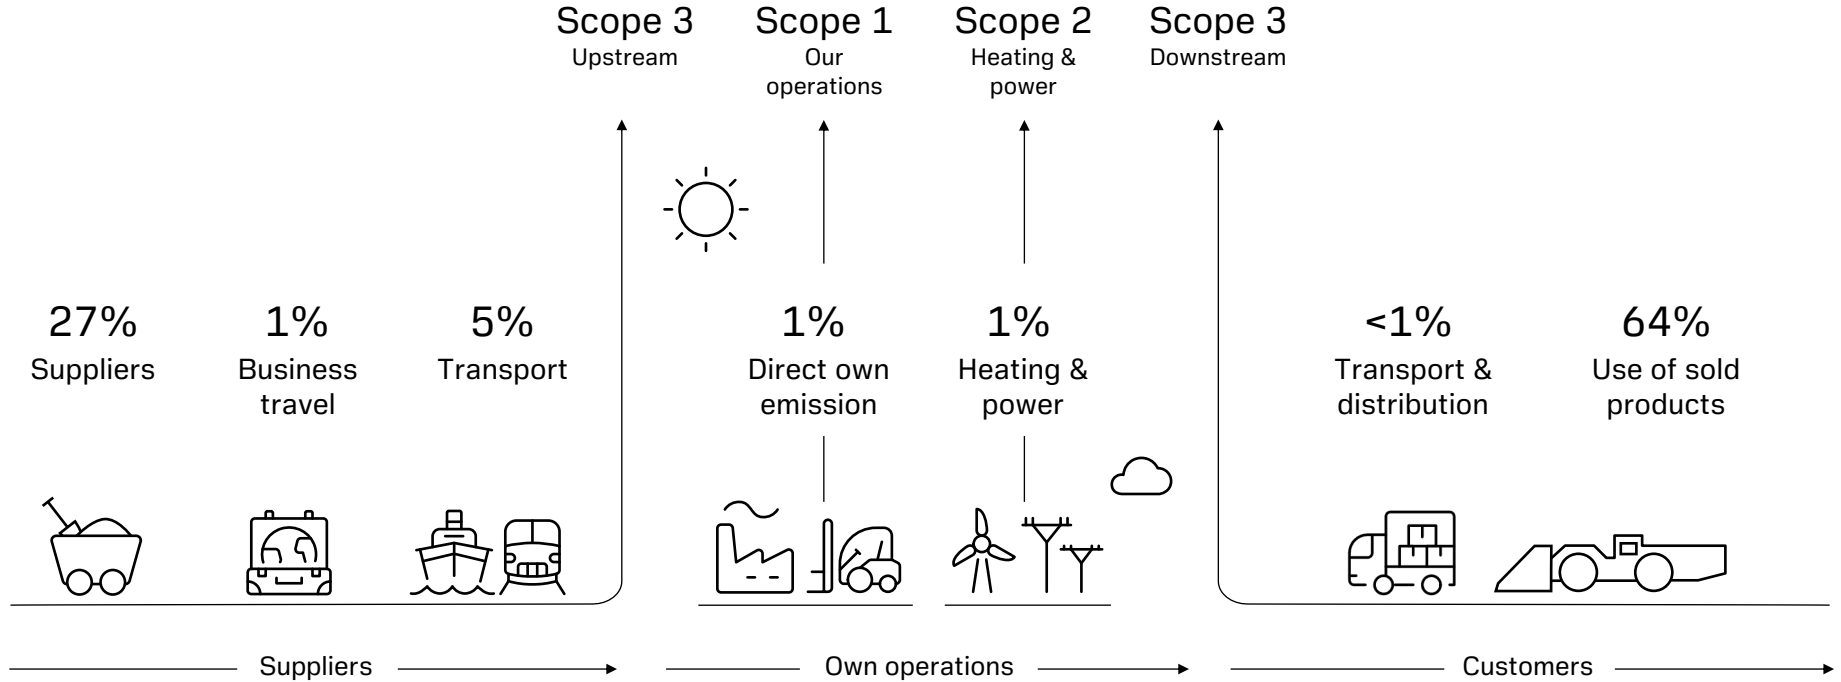 Scope 3
Upstream
Scope 1
Our
operations
Scope 2
Heating &
power
Scope 3
Downstream
27%
Suppliers
1%
Business
travel
5%
Transport
1%
Direct own
emission
1%
Heating &
power
<1%
Transport &
distribution
64%
Use of sold
products
Suppliers
Own operations
Customers